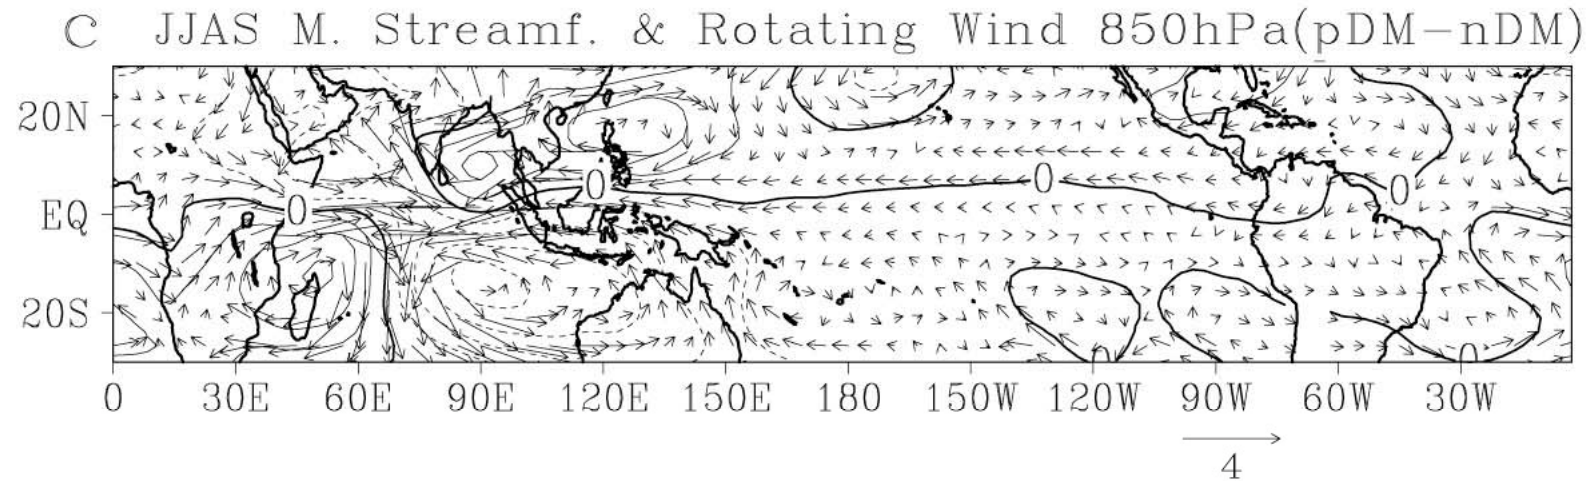 C JJAS M. Streamf. & Rotating Wind 850hPa(pDM-nDM)
20N
EQ
20S
0 0 0 0 0 0
0 30E 60E 90E 120E 150E 180 150W 120W 90W 60W 30W
4